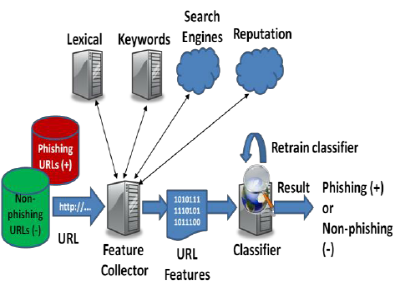 Search
Engines
Lexical
Keywords
Reputation
Phishing
URLs (+)
Non-
phishing
URLs (-)
http://...
URL
Feature
Collector
1010111
1110101
1011100
URL
Features
Retrain classifier
Classifier
Result
Phishing (+)
or
Non-phishing
(-)